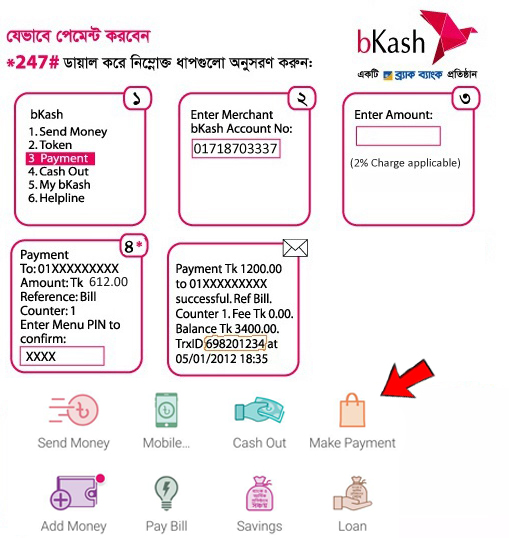 যেভাবে পেমেন্ট করবেন
*247# ডায়াল করে নিম্নোক্ত ধাপগুলো অনুসরণ করুন:
bKash
একটি ব্র্যাক ব্যাংক প্রতিষ্ঠান
১
bKash
1. Send Money
2. Token
3 Payment
4. Cash Out
5. My bKash
6. Helpline
২
Enter Merchant
bKash Account No:
01718703337
৩
Enter Amount:
(2% Charge applicable)
৪*
Payment
To: 01XXXXXXXXX
Amount: Tk 612.00
Reference: Bill
Counter: 1
Enter Menu PIN to
confirm:
XXXX
Payment Tk 1200.00
to 01XXXXXXXXX
successful. Ref Bill.
Counter 1. Fee Tk 0.00.
Balance Tk 3400.00.
TrxID 698201234 at
05/01/2012 18:35
Send Money
Mobile...
Cash Out
Make Payment
Add Money
Pay Bill
Savings
Loan